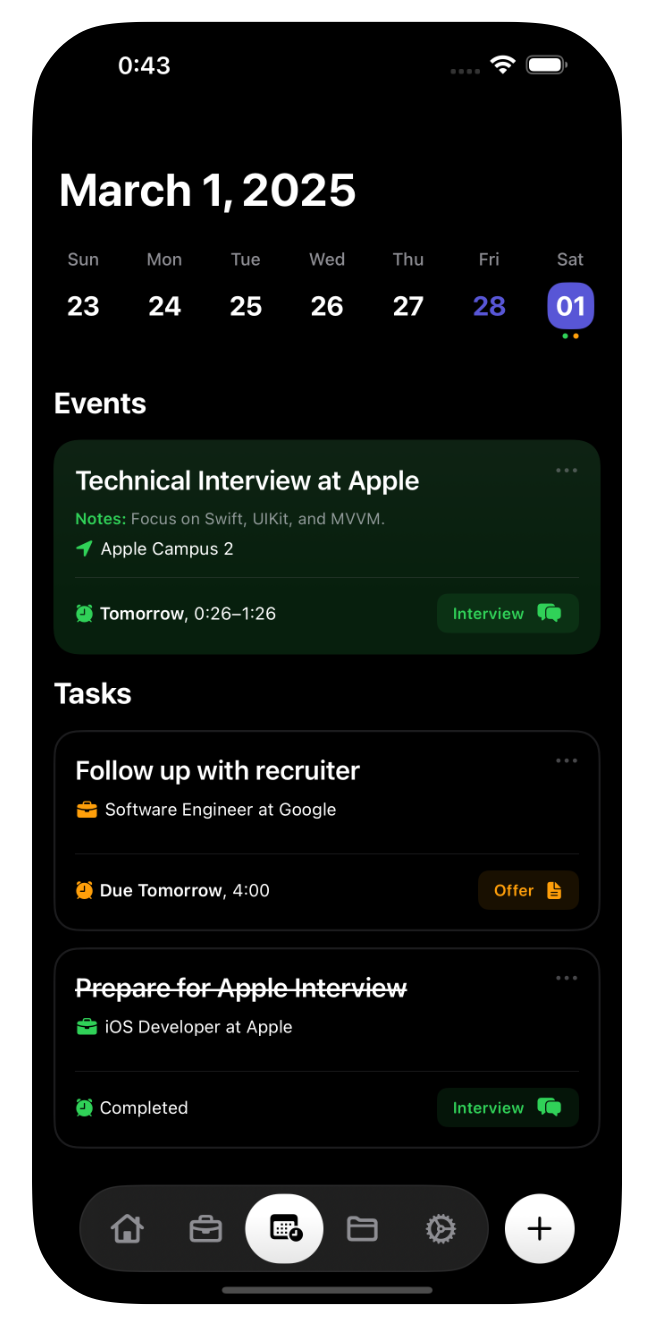 0:43
March 1, 2025
Sun Mon Tue Wed Thu Fri Sat
23 24 25 26 27 28 01
Events
Technical Interview at Apple
Notes: Focus on Swift, UIKit, and MVVM.
Apple Campus 2
Tomorrow, 0:26–1:26
Interview
Tasks
Follow up with recruiter
Software Engineer at Google
Due Tomorrow, 4:00
Offer
Prepare for Apple Interview
iOS Developer at Apple
Completed
Interview